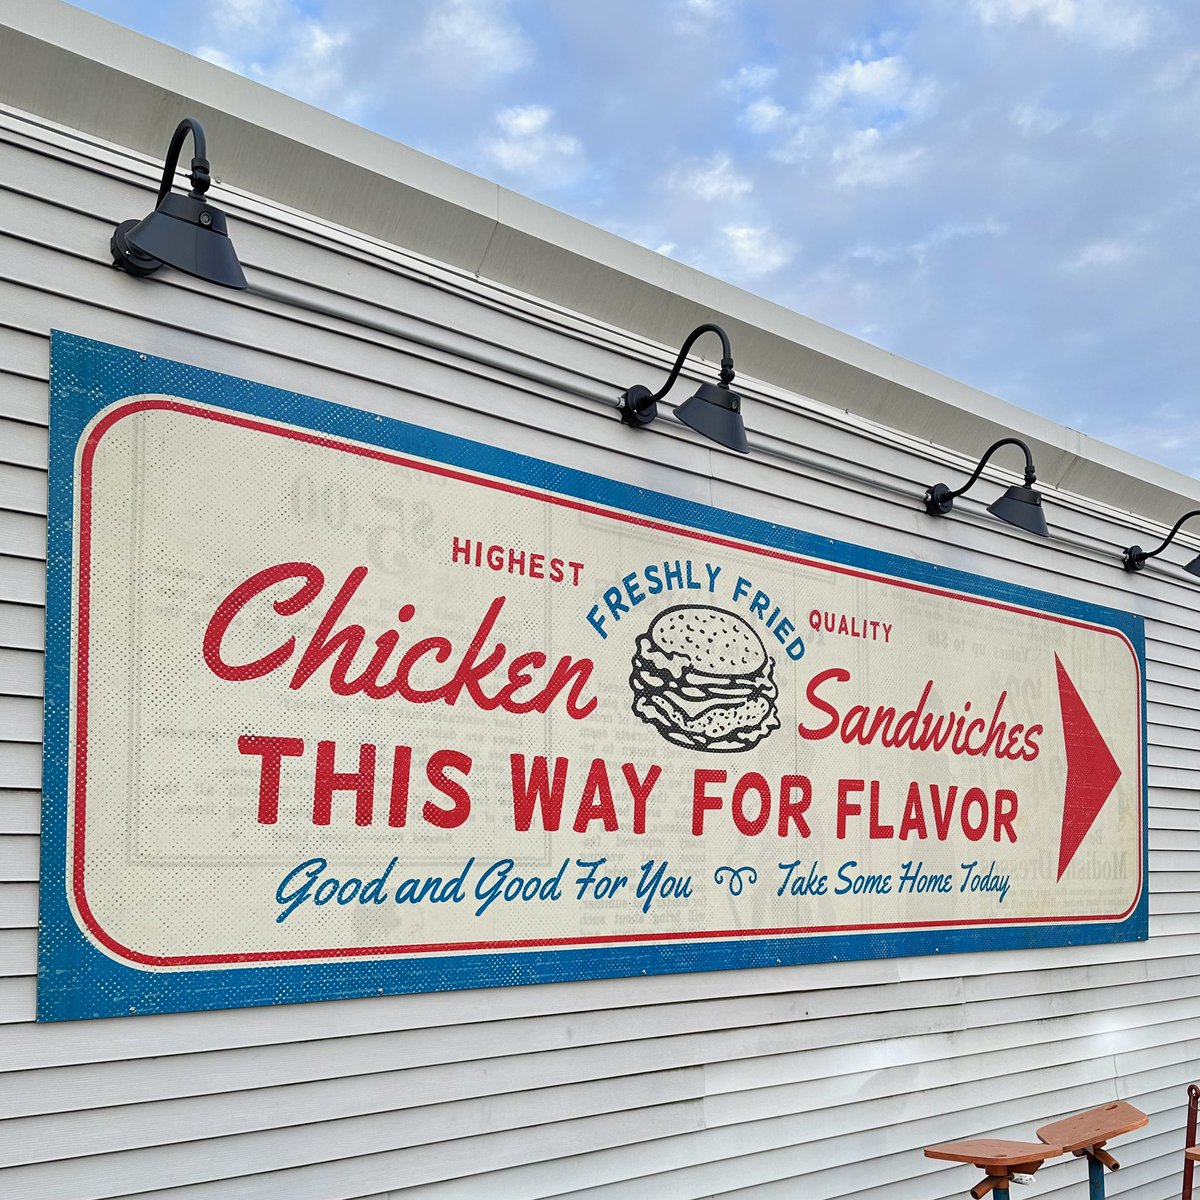 HIGHEST
QUALITY
FRESHLY FRIED
Chicken
Sandwiches
THIS WAY FOR FLAVOR
Good and Good For You
Take Some Home Today